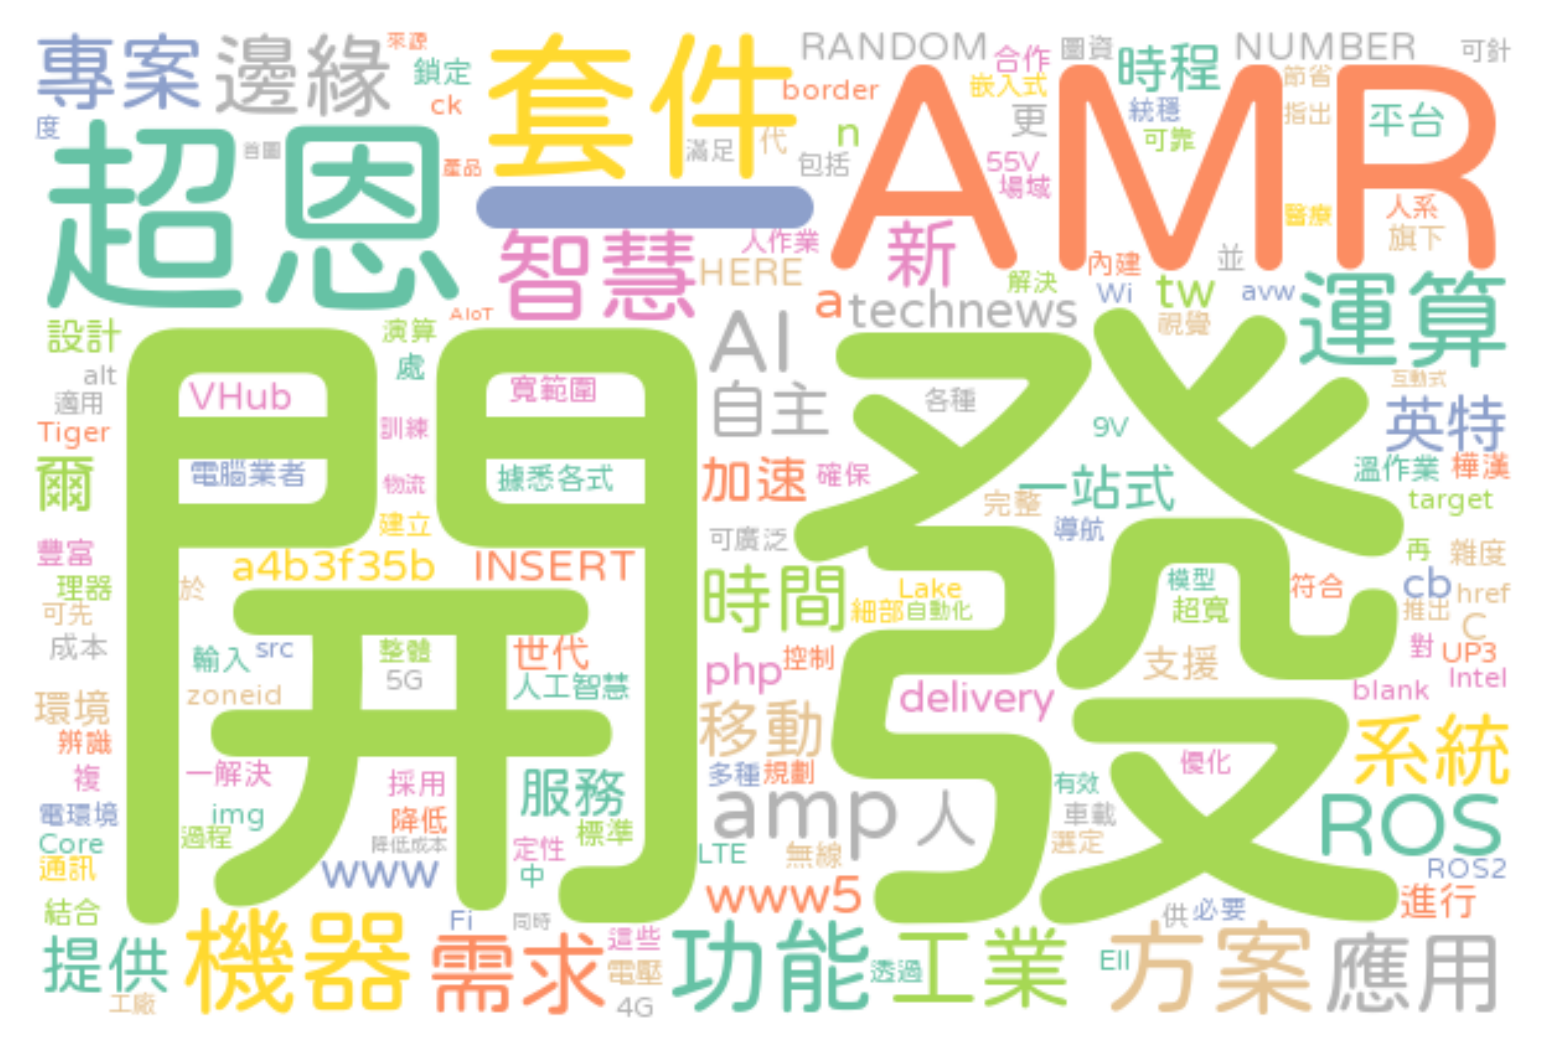 專案
邊緣
來源
鎖定
ck
套件
RANDOM
border
合作
圖資
時程
NUMBER
可針
嵌入式
節省
度
超恩
首圖
產品
滿足
代
n
包括
更
統穩
可靠
指出
平台
AMR
55V
場域
一
智慧
人作業
HERE
新
醫療
人系
旗下
並
內建
解決
Wi
tw
avw
運算
a
technews
視覺
AIoT
設計
演算
處
AI
alt
適用
VHub
寬範圍
自主
各種
互動式
Tiger
訓練
9V
英特
爾
電腦業者
物流
據悉各式
加速
確保
一站式
溫作業
樺漢
完整
target
建立
導航
開發
豐富
a4b3f35b
INSERT
可廣泛
再
雜度
理器
於
時間
Lake
模型
符合
cb
href
可先
細部
自動化
超寬
推出
C
成本
輸入
src
整體
世代
5G
人工智慧
php
控制
支援
對
UP3
Intel
zoneid
delivery
blank
環境
辨識
移動
系統
複
一解決
採用
服務
多種
規劃
有效
優化
電環境
img
降低
amp
人
車載
ROS
Core
過程
降低成本
定性
標準
LTE
無線
選定
通訊
www
中
ROS2
www5
進行
結合
Fi
同時
供
必要
提供
機器
需求
這些
功能
透過
工業
EII
方案
應用
工廠
電壓
4G